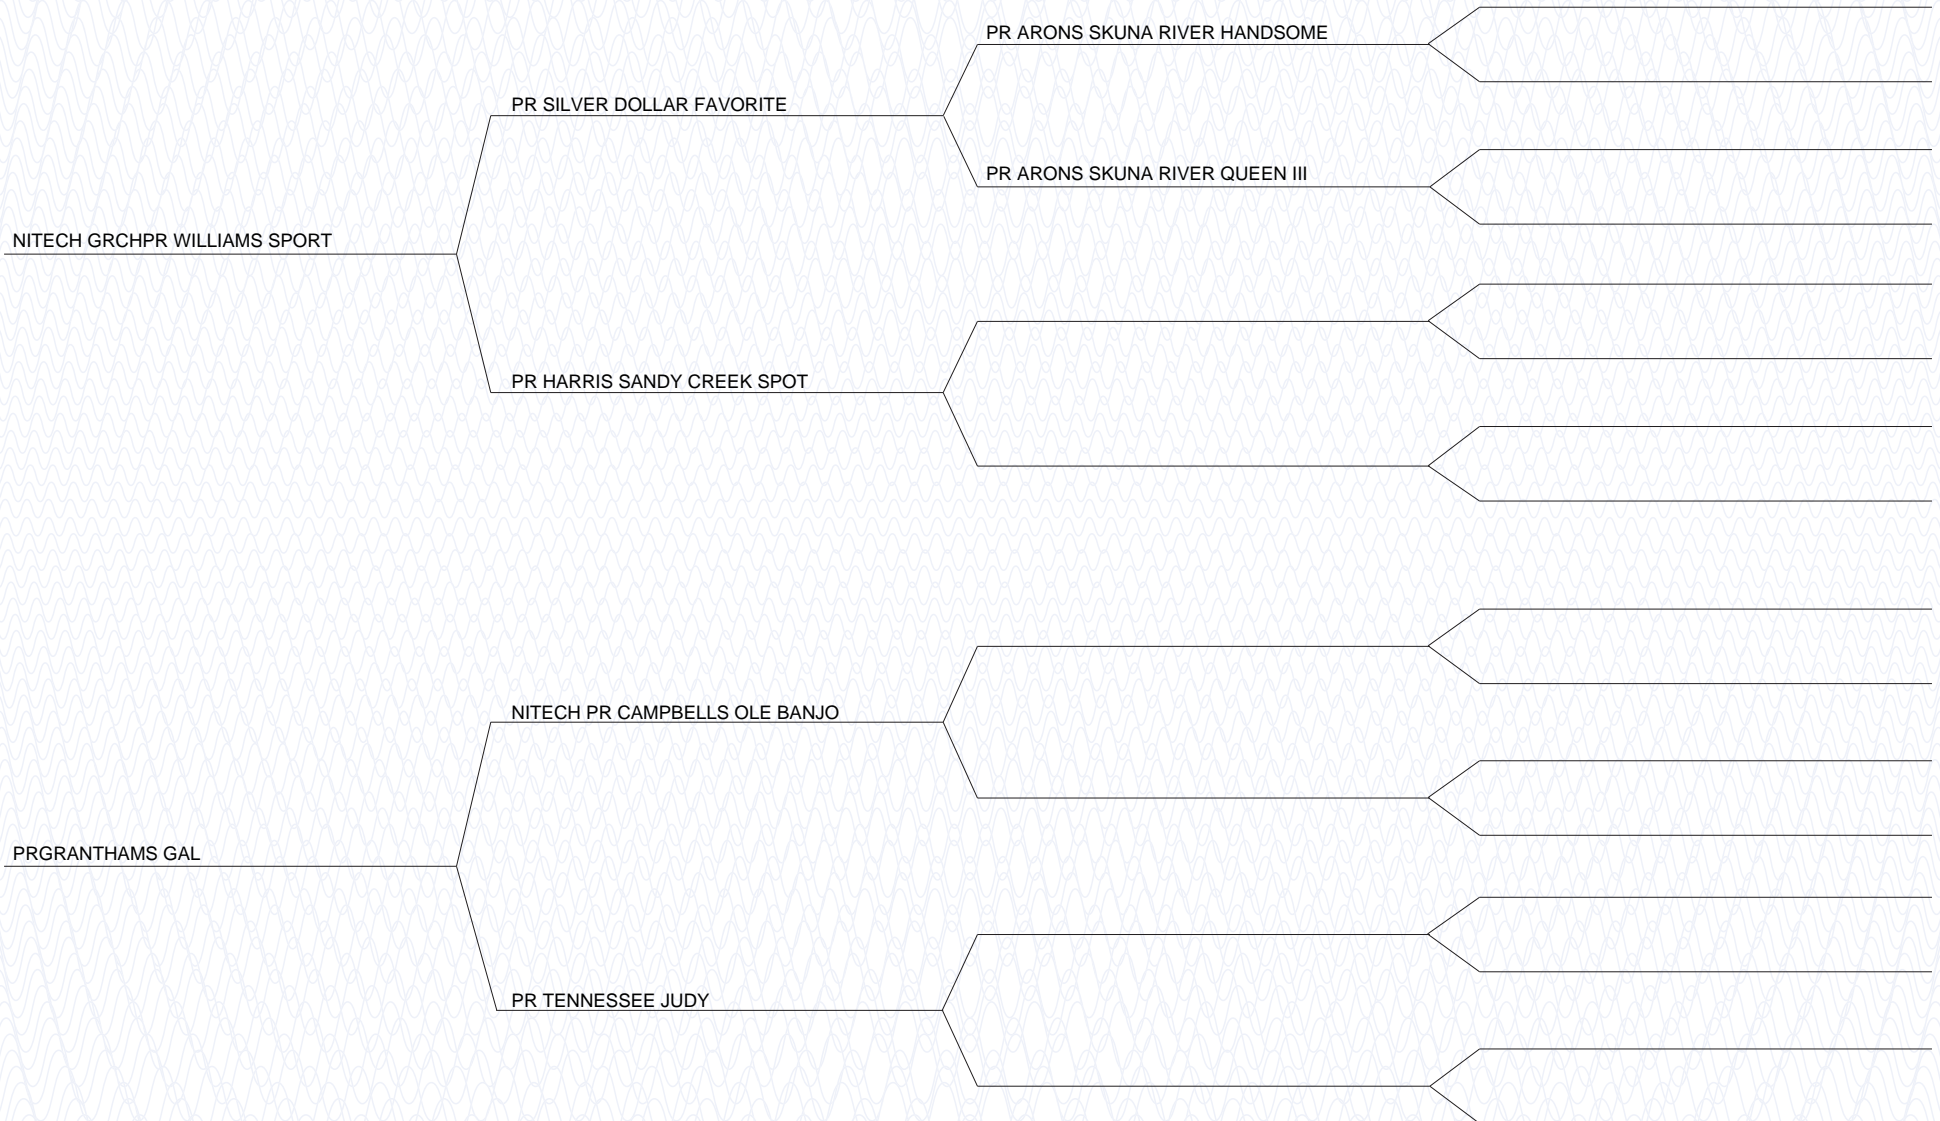 PR ARONS SKUNA RIVER HANDSOME
PR SILVER DOLLAR FAVORITE
PR ARONS SKUNA RIVER QUEEN III
NITECH GRCHPR WILLIAMS SPORT
PR HARRIS SANDY CREEK SPOT
NITECH PR CAMPBELLS OLE BANJO
PRGRANTHAMS GAL
PR TENNESSEE JUDY